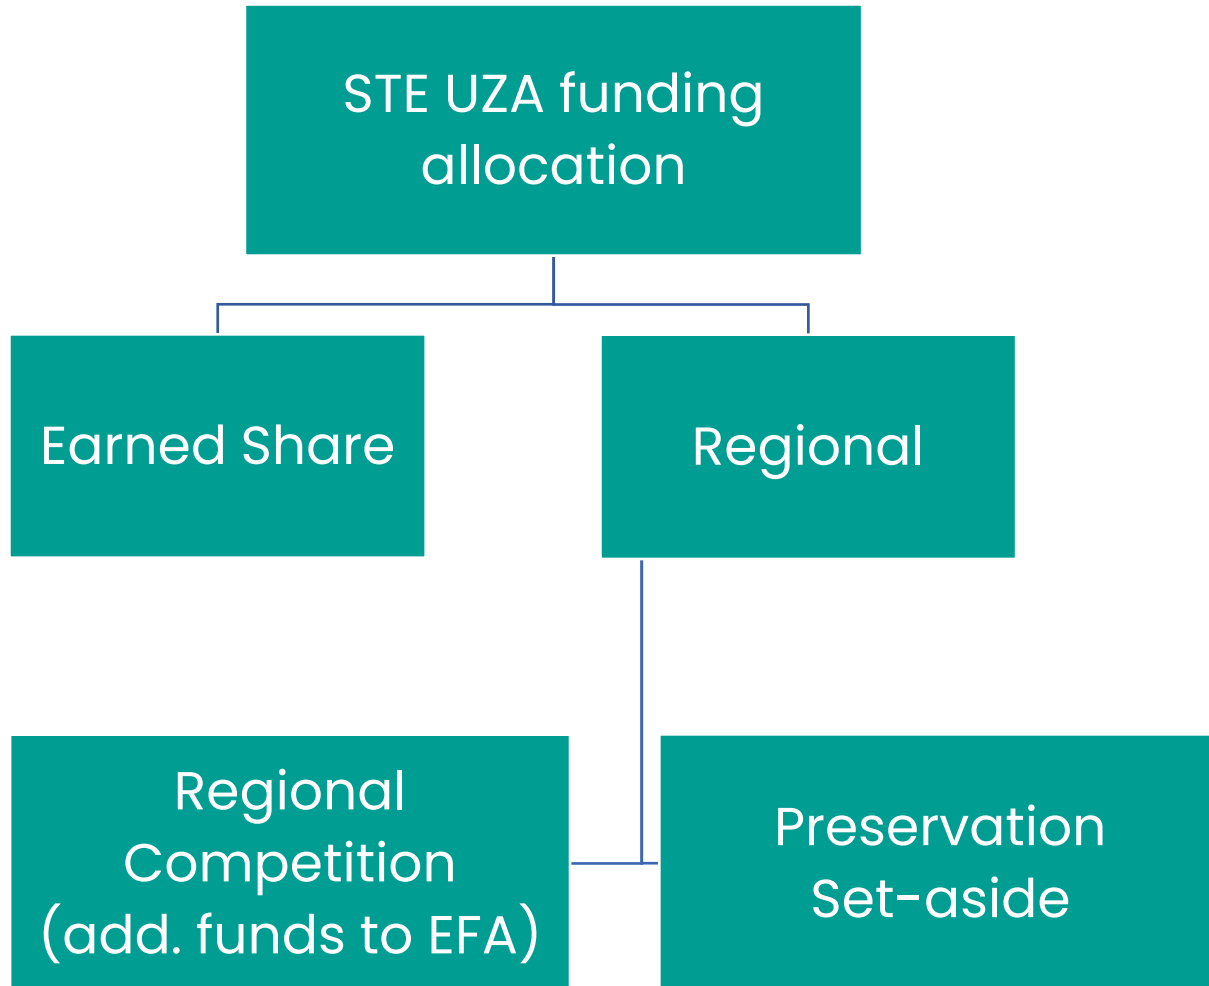 STE UZA funding
allocation
Earned Share
Regional
Regional
Competition
(add. funds to EFA)
Preservation
Set-aside